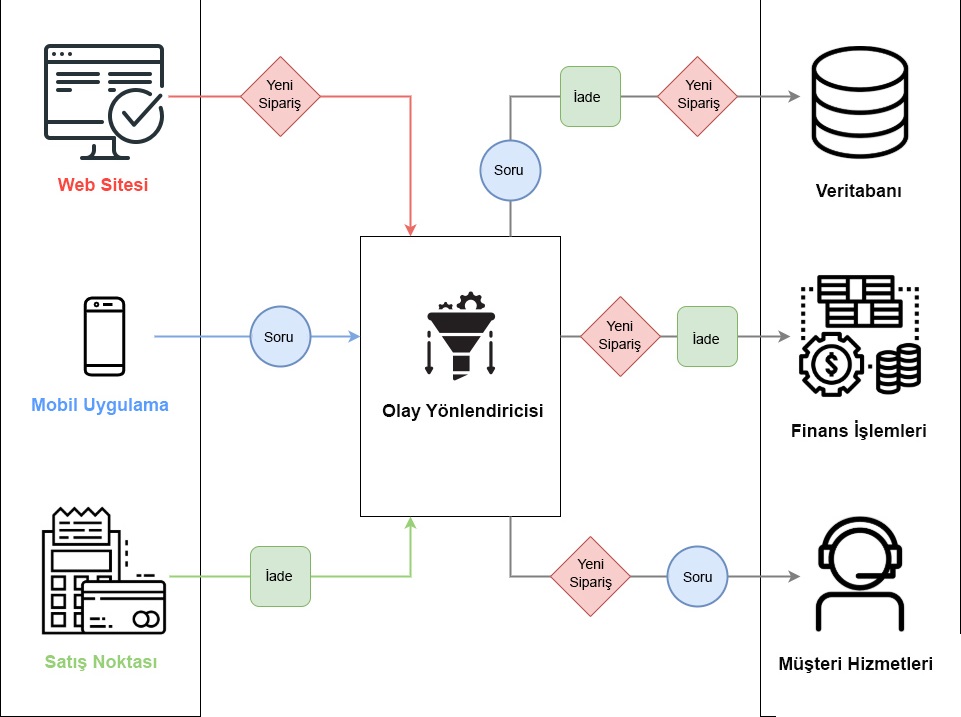 Yeni
Sipariş
İade
Yeni
Sipariş
Soru
Web Sitesi
Veritabanı
Soru
Yeni
Sipariş
İade
Mobil Uygulama
Olay Yönlendiricisi
Finans İşlemleri
İade
Yeni
Sipariş
Soru
Satış Noktası
Müşteri Hizmetleri